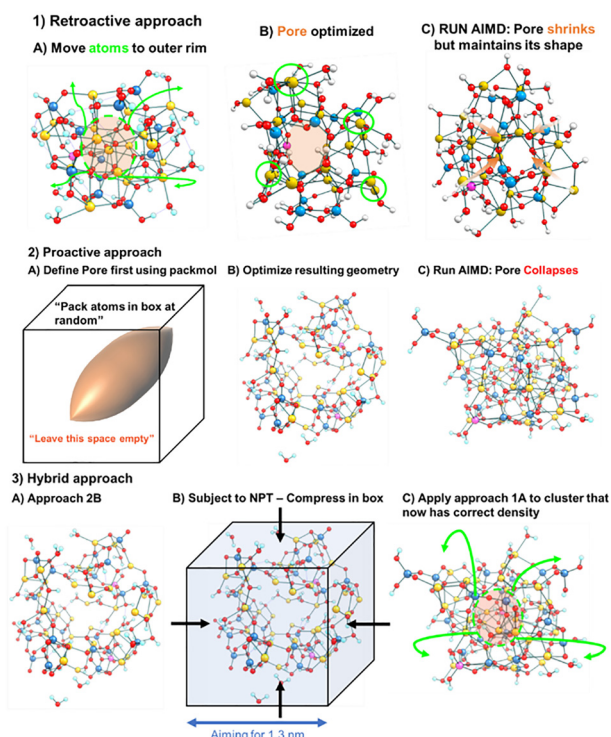 1) Retroactive approach
A) Move atoms to outer rim
B) Pore optimized
C) RUN AIMD: Pore shrinks
but maintains its shape
2) Proactive approach
A) Define Pore first using packmol
B) Optimize resulting geometry
C) Run AIMD: Pore Collapses
“Pack atoms in box at
random”
“Leave this space empty”
3) Hybrid approach
A) Approach 2B
B) Subject to NPT – Compress in box
C) Apply approach 1A to cluster that
now has correct density
Aiming for 1.3 nm